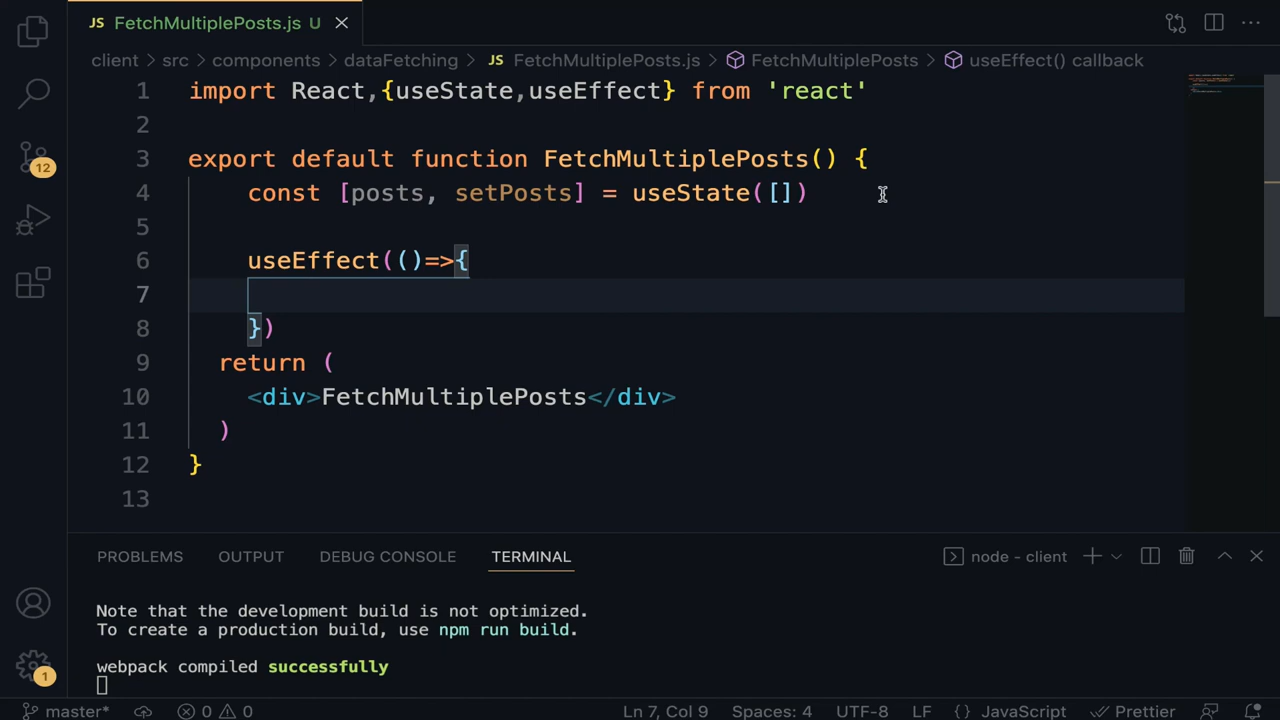 JS FetchMultiplePosts.js U
client > src > components > dataFetching > JS FetchMultiplePosts.js > FetchMultiplePosts > useEffect() callback
1 import React,{useState,useEffect} from 'react'
2
3 export default function FetchMultiplePosts() {
4 const [posts, setPosts] = useState([])
5
6 useEffect(()=>{
7
8 })
9 return (
10 <div>FetchMultiplePosts</div>
11 )
12 }
13
12
PROBLEMS OUTPUT DEBUG CONSOLE TERMINAL node - client
Note that the development build is not optimized.
To create a production build, use npm run build.
webpack compiled successfully
1
master* 0 0 Ln 7, Col 9 Spaces: 4 UTF-8 LF {} JavaScript Prettier